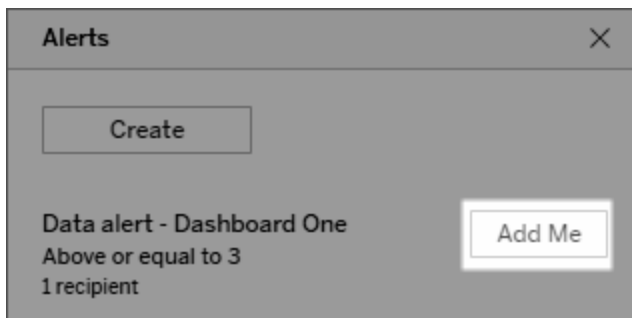 Alerts
Create
Data alert - Dashboard One
Add Me
Above or equal to 3
1 recipient